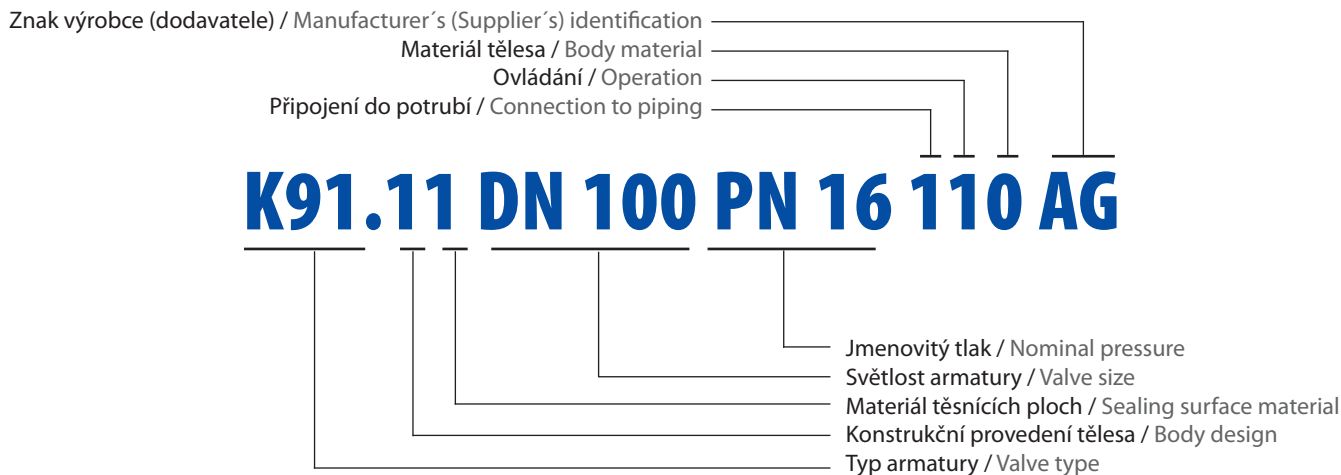 Znak výrobce (dodavatele) / Manufacturer´s (Supplier´s) identification
Materiál tělesa / Body material
Ovládání / Operation
Připojení do potrubí / Connection to piping
K91.11 DN 100 PN 16 110 AG
Jmenovitý tlak / Nominal pressure
Světlost armatury / Valve size
Materiál těsnících ploch / Sealing surface material
Konstrukční provedení tělesa / Body design
Typ armatury / Valve type